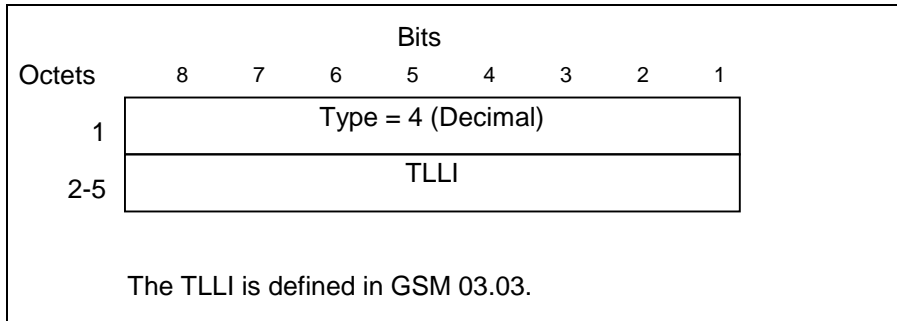 Bits
Octets 8 7 6 5 4 3 2 1
1 Type = 4 (Decimal)
2-5 TLLI
The TLLI is defined in GSM 03.03.